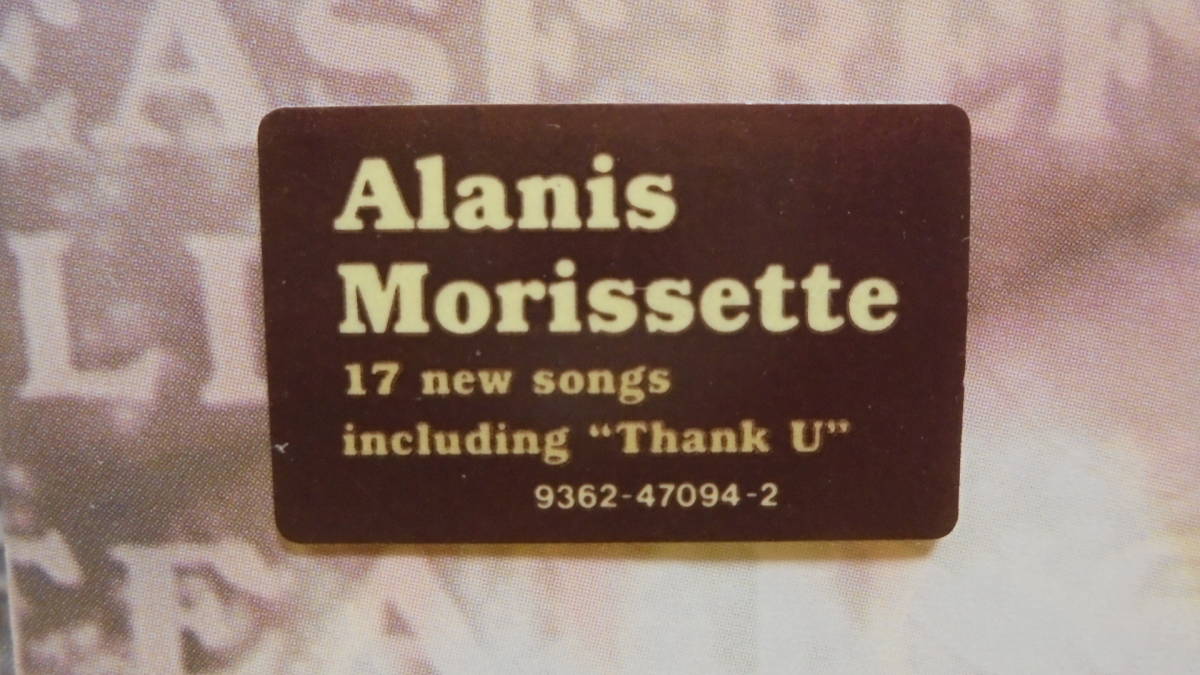 Alanis
Morissette
17 new songs
including “Thank U”
9362-47094-2